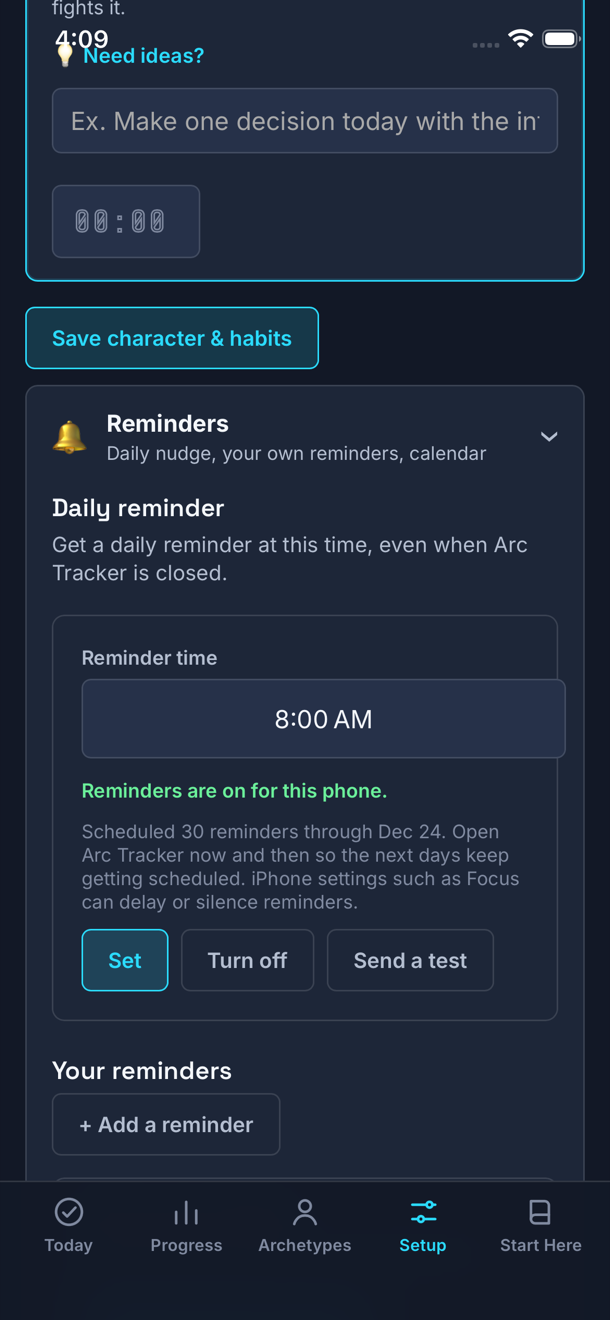 fights it.
4:09
Need ideas?
Ex. Make one decision today with the in
00:00
Save character & habits
Reminders
Daily nudge, your own reminders, calendar
Daily reminder
Get a daily reminder at this time, even when Arc
Tracker is closed.
Reminder time
8:00 AM
Reminders are on for this phone.
Scheduled 30 reminders through Dec 24. Open
Arc Tracker now and then so the next days keep
getting scheduled. iPhone settings such as Focus
can delay or silence reminders.
Set Turn off Send a test
Your reminders
+ Add a reminder
Today Progress Archetypes Setup Start Here